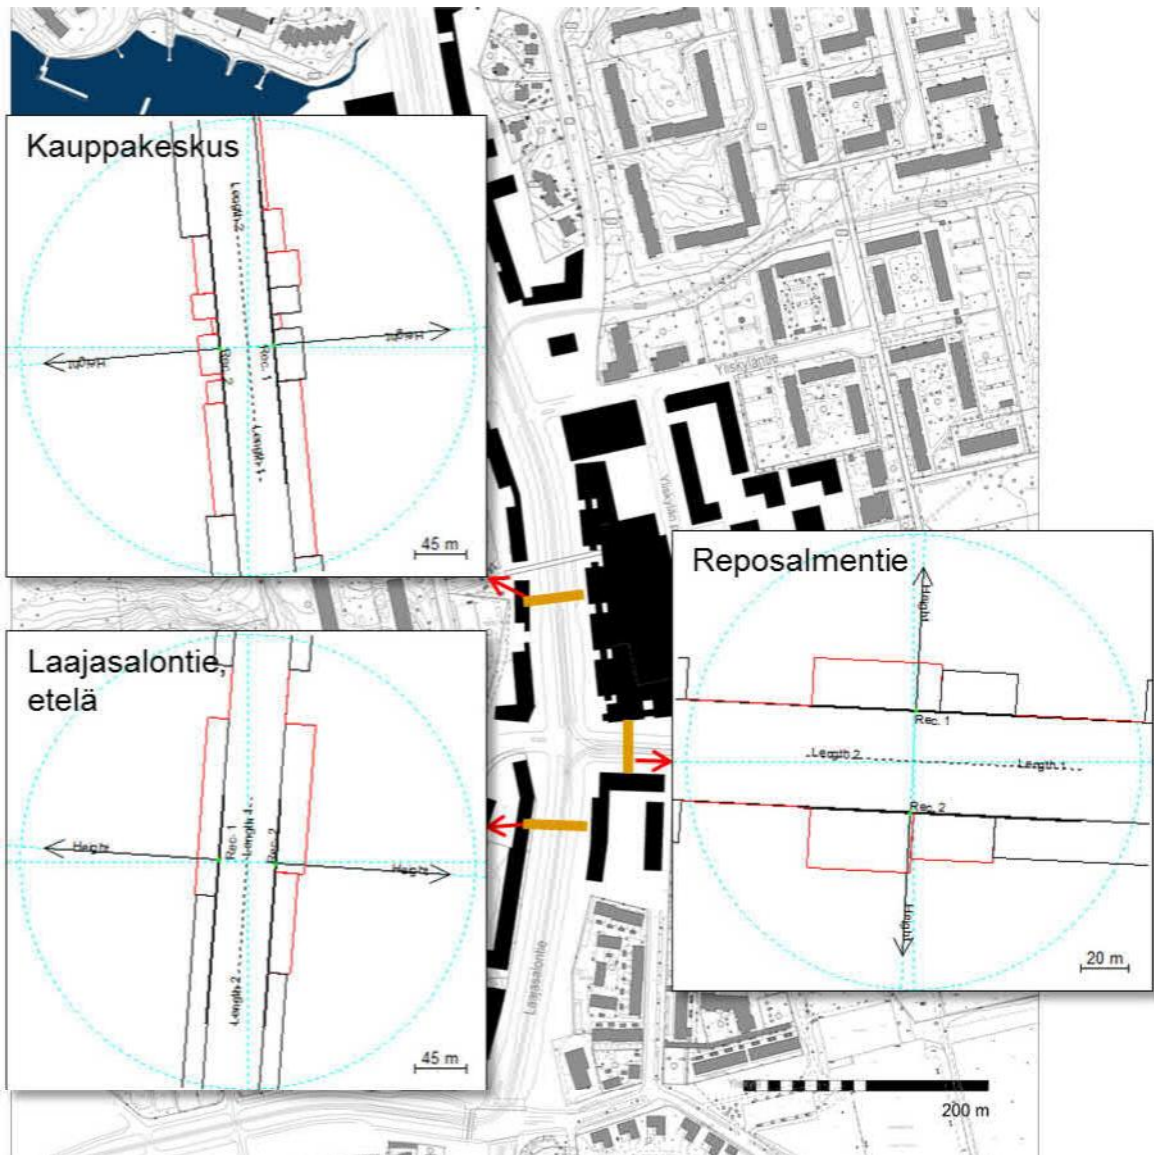 Kauppakeskus
Length 2
Height
Height
Rec. 2
Rec. 1
Length 1
45 m
Yliskyläntie
Yliskylän
Reposalmentie
Height
Rec. 1
Length 2
Length 1
Rec. 2
Height
20 m
Laajasalontie,
etelä
Rec. 1
Length 1
Rec. 2
Height
Height
Length 2
45 m
Laajasalontie
200 m